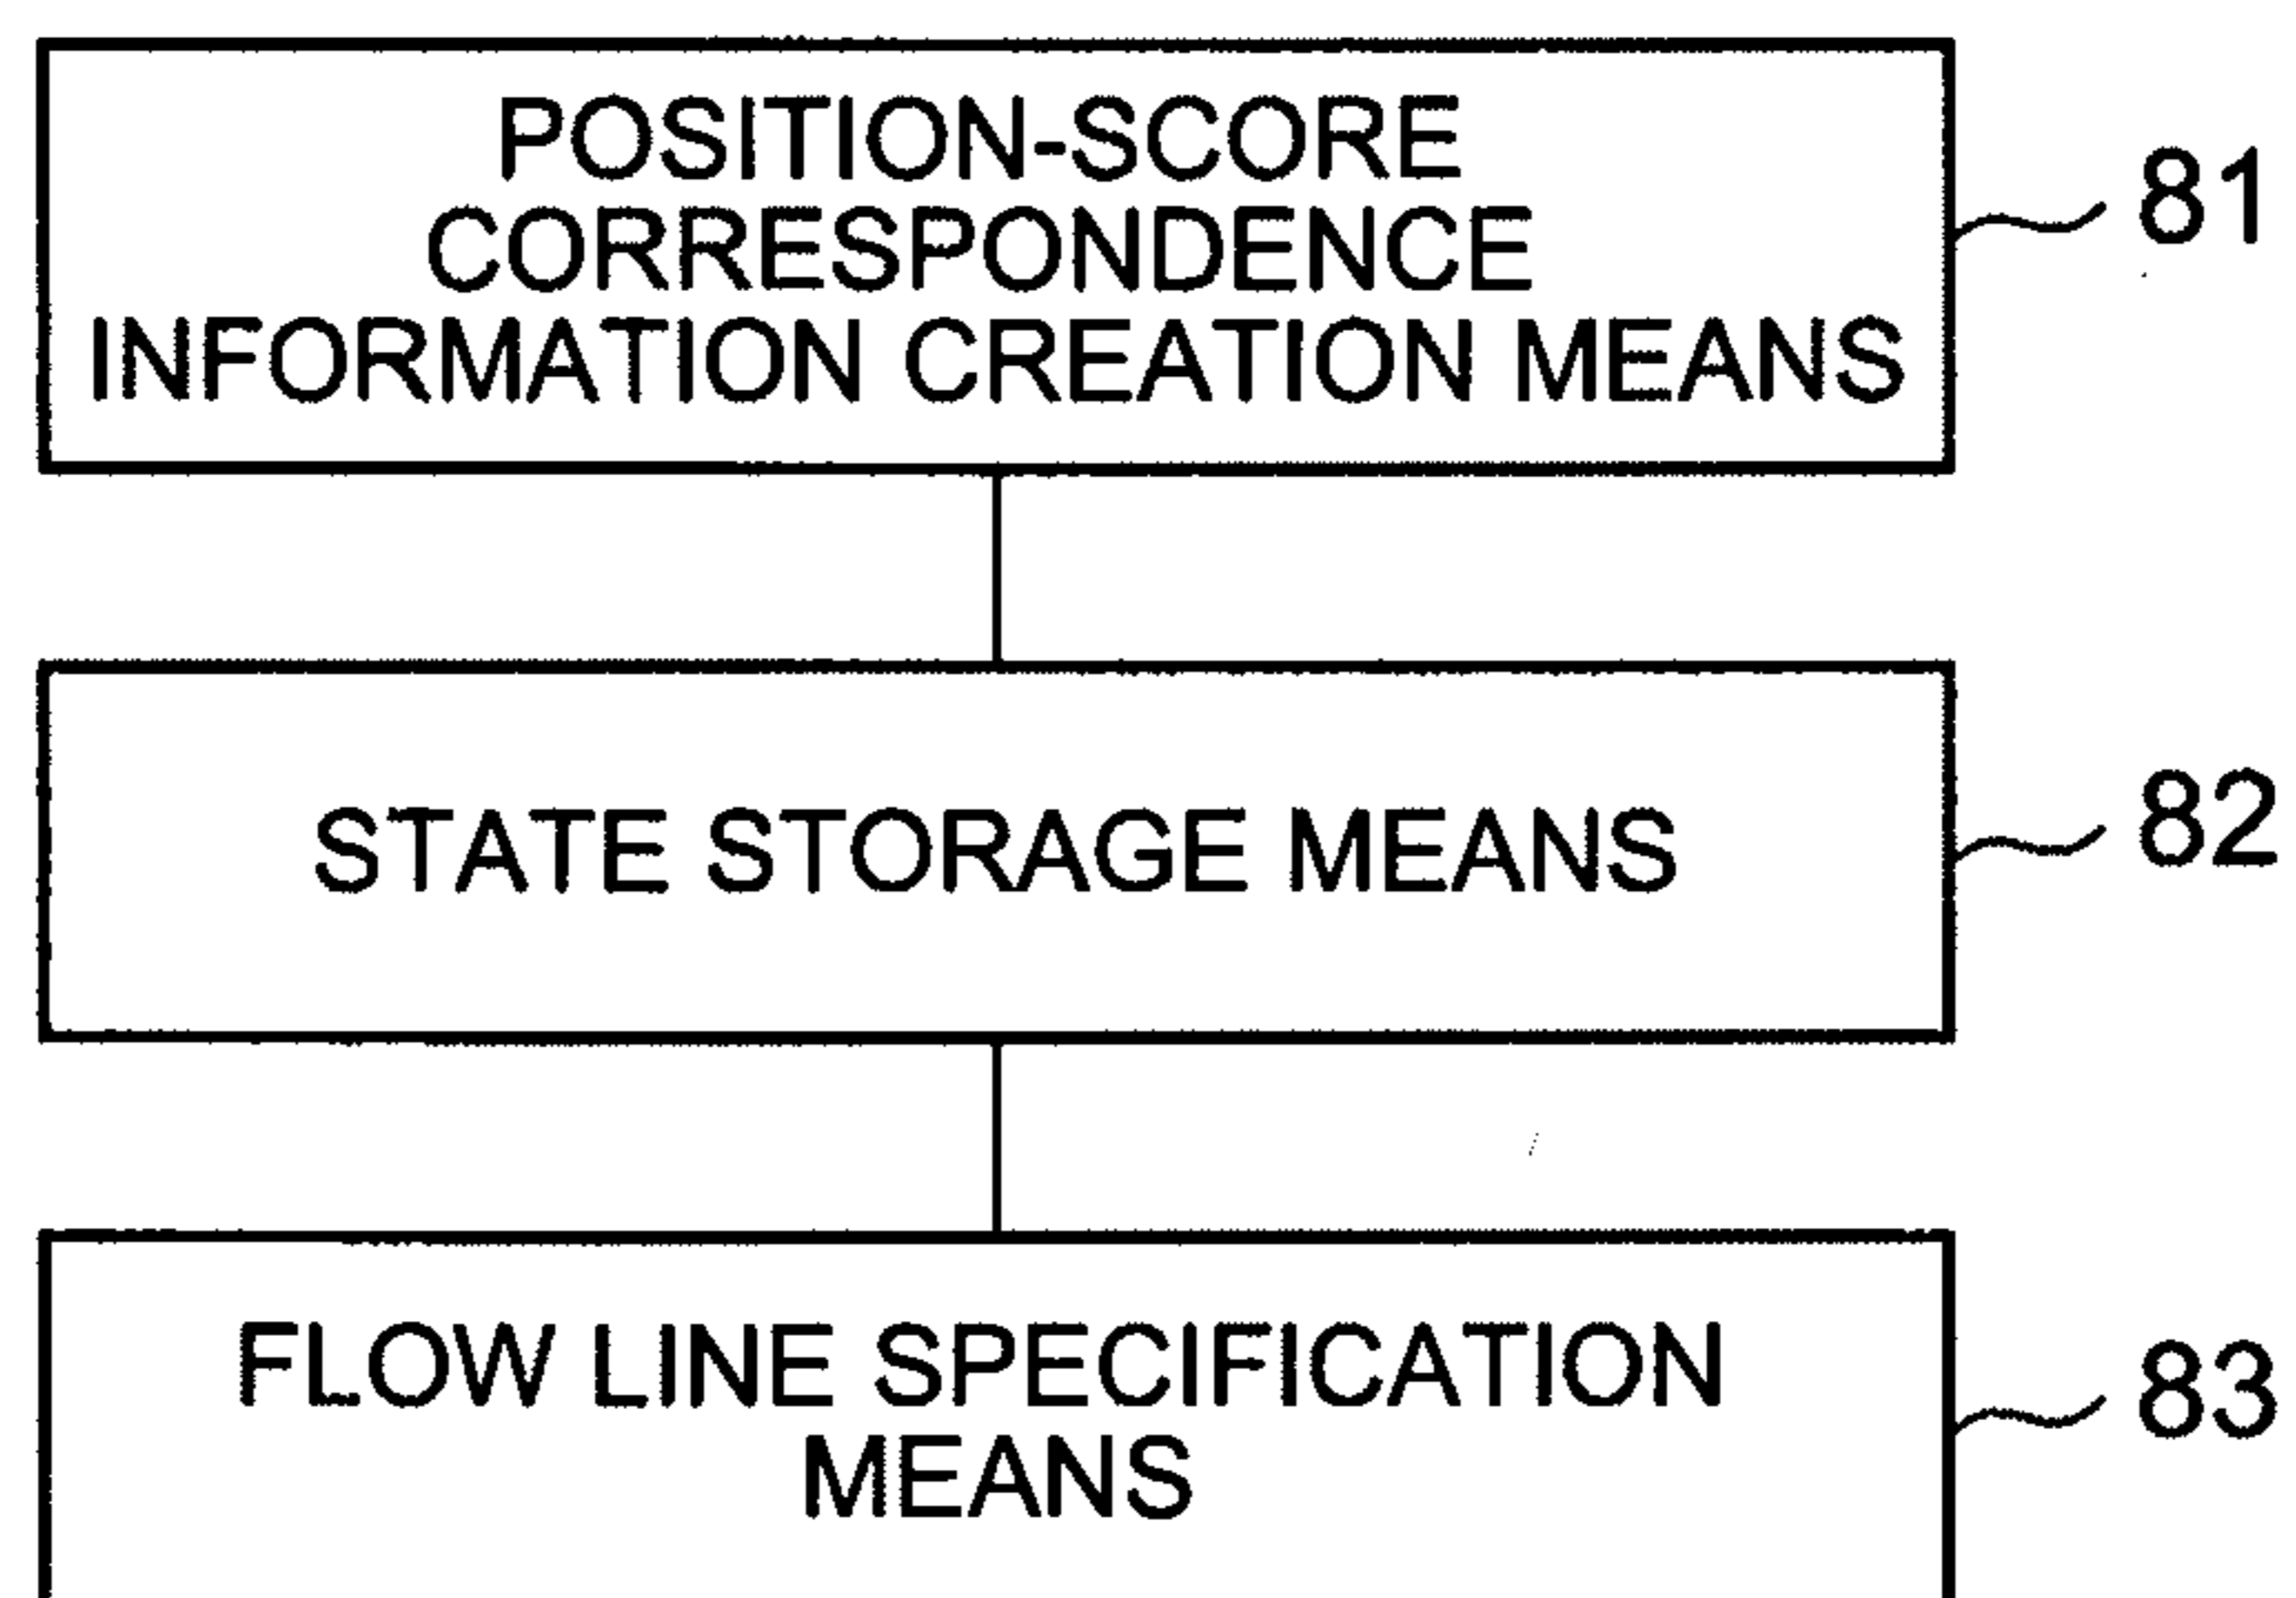 POSITION-SCORE
CORRESPONDENCE
INFORMATION CREATION MEANS
81
STATE STORAGE MEANS
82
FLOW LINE SPECIFICATION
MEANS
83